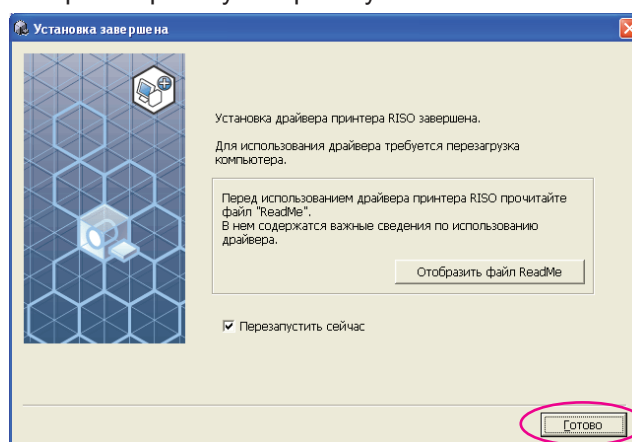 Установка завершена
Установка драйвера принтера RISO завершена.
Для использования драйвера требуется перезагрузка
компьютера.
Перед использованием драйвера принтера RISO прочитайте
файл "ReadMe".
В нем содержатся важные сведения по использованию
драйвера.
Отобразить файл ReadMe
Перезапустить сейчас
Готово